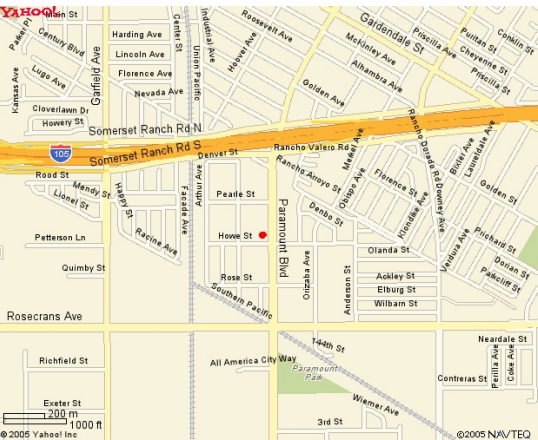 YAHOO!
Main St
Parker Pl
Century Blvd
Lugo Ave
Kansas Ave
Cloverlawn Dr
Howery St
Garfield Ave
Harding Ave
Lincoln Ave
Florence Ave
Nevada Ave
Center St
Union Pacific
Industrial Ave
Hoover Ave
Roosevelt Ave
McKinley Ave
Alhambra Ave
Golden Ave
Gardendale St
Puritan St
Cheyenne St
Priscilla St
Conklin St
Priscilla St
Somerset Ranch Rd N
105
Somerset Ranch Rd S
Denver St
Rancho Valero Rd
Rancho Arroyo St
Merkel Ave
Obispo Ave
Rancho Dorado Rd
Downey Ave
Bixler Ave
Laureldale Ave
Florence St
Golden St
Klondike Ave
Denbo St
Verdura Ave
Prichard St
Dorian St
Parkcliff St
Rood St
Mendy St
Lionel St
Happy St
Facade Ave
Arthur Ave
Pearle St
Petterson Ln
Racine Ave
Howe St
Paramount Blvd
Olanda St
Quimby St
Rose St
Orizaba Ave
Anderson St
Ackley St
Elburg St
Wilbarn St
Southern Pacific
Rosecrans Ave
144th St
Neardale St
Perilla Ave
Coke Ave
Richfield St
All America City Way
Paramount
Park
Contreras St
Exeter St
Wiemer Ave
3rd St
200 m
1000 ft
© 2005 Yahoo! Inc
©2005 NAVTEQ